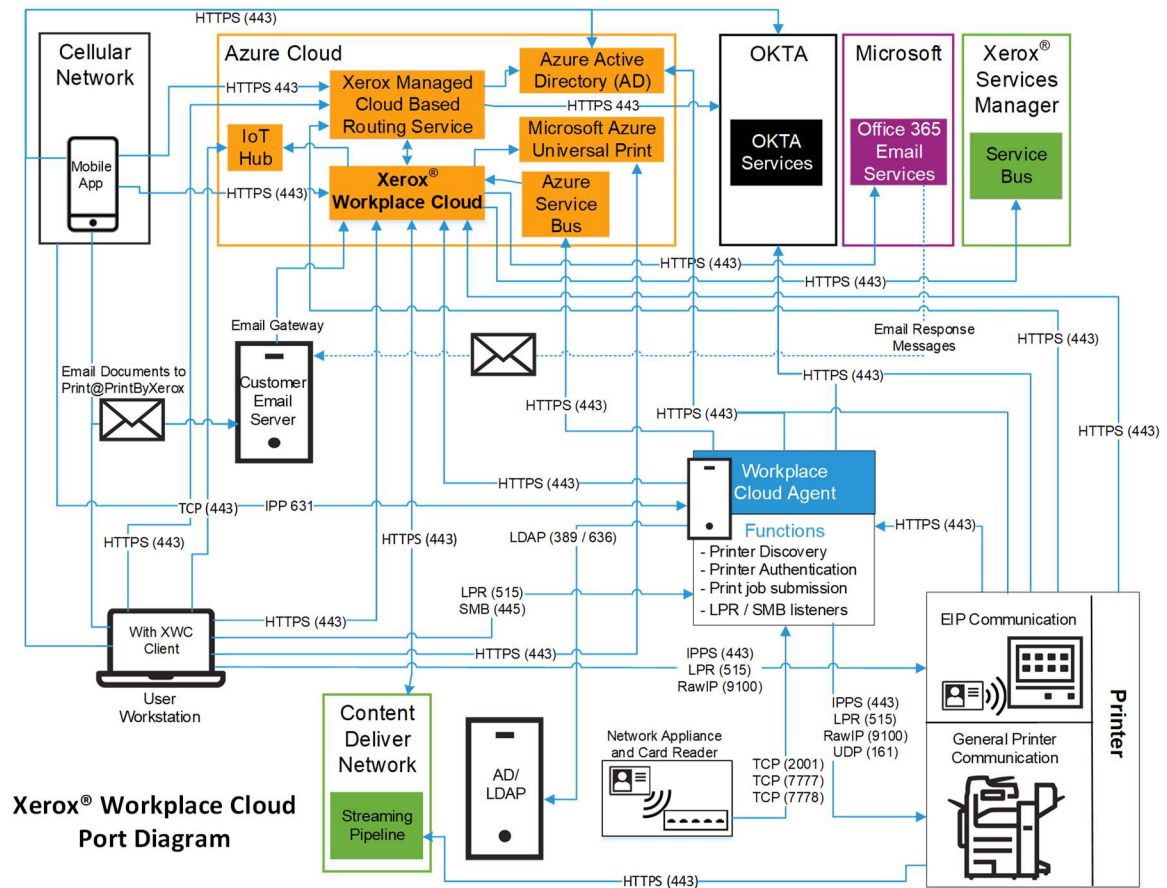 HTTPS (443)
Cellular
Network
Mobile
App
Azure Cloud
Xerox Managed
Cloud Based
Routing Service
Azure Active
Directory (AD)
HTTPS 443
HTTPS 443
IoT
Hub
Microsoft Azure
Universal Print
Xerox®
Workplace Cloud
Azure
Service
Bus
HTTPS (443)
OKTA
OKTA
Services
Microsoft
Office 365
Email
Services
Xerox®
Services
Manager
Service
Bus
HTTPS (443)
HTTPS (443)
Email Gateway
Email Response
Messages
HTTPS (443)
Email Documents to
Print@PrintByXerox
Customer
Email
Server
HTTPS (443)
HTTPS (443)
HTTPS (443)
HTTPS (443)
Workplace
Cloud Agent
HTTPS (443)
TCP (443)
IPP 631
HTTPS (443)
HTTPS (443)
LDAP (389 / 636)
HTTPS (443)
Functions
- Printer Discovery
- Printer Authentication
- Print job submission
- LPR / SMB listeners
LPR (515)
SMB (445)
With XWC
Client
User
Workstation
HTTPS (443)
HTTPS (443)
IPPS (443)
LPR (515)
RawIP (9100)
EIP Communication
Printer
General Printer
Communication
IPPS (443)
LPR (515)
RawIP (9100)
UDP (161)
Content
Deliver
Network
Streaming
Pipeline
AD/
LDAP
Network Appliance
and Card Reader
TCP (2001)
TCP (7777)
TCP (7778)
Xerox® Workplace Cloud
Port Diagram
HTTPS (443)